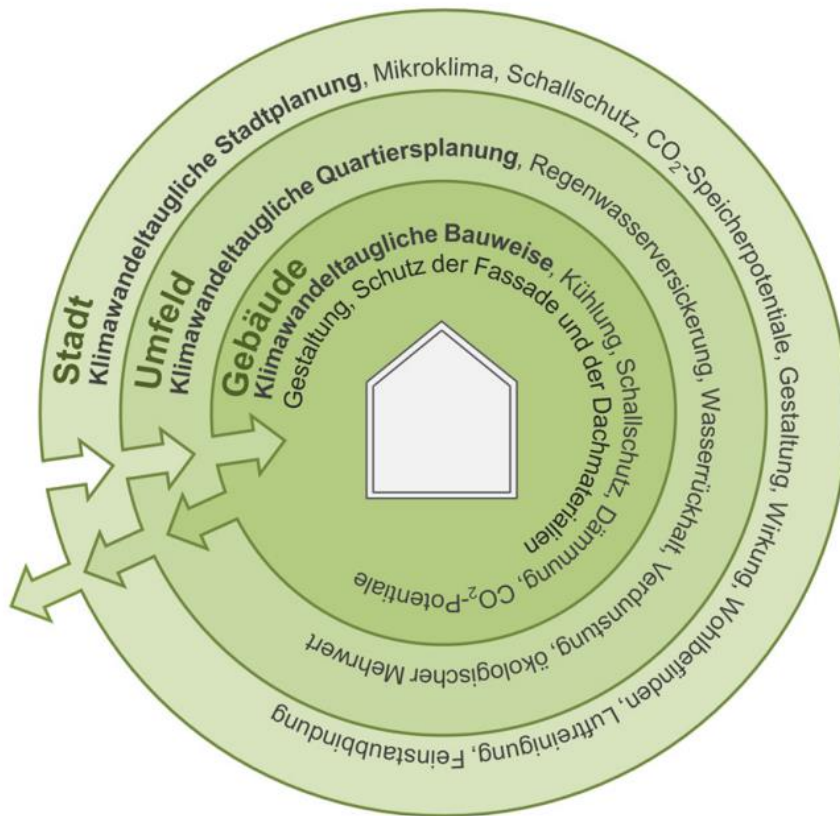 Stadt
Klimawandeltaugliche Stadtplanung, Mikroklima, Schallschutz, CO₂-Speicherpotentiale, Gestaltung, Wirkung, Wohlbefinden, Luftreinigung, Feinstaubbindung
Umfeld
Klimawandeltaugliche Quartiersplanung, Regenwasserversickerung, Wasserrückhalt, Verdunstung, ökologischer Mehrwert
Gebäude
Klimawandeltaugliche Bauweise, Kühlung, Schallschutz, Dämmung, CO₂-Potentiale
Gestaltung, Schutz der Fassade und der Dachmaterialien